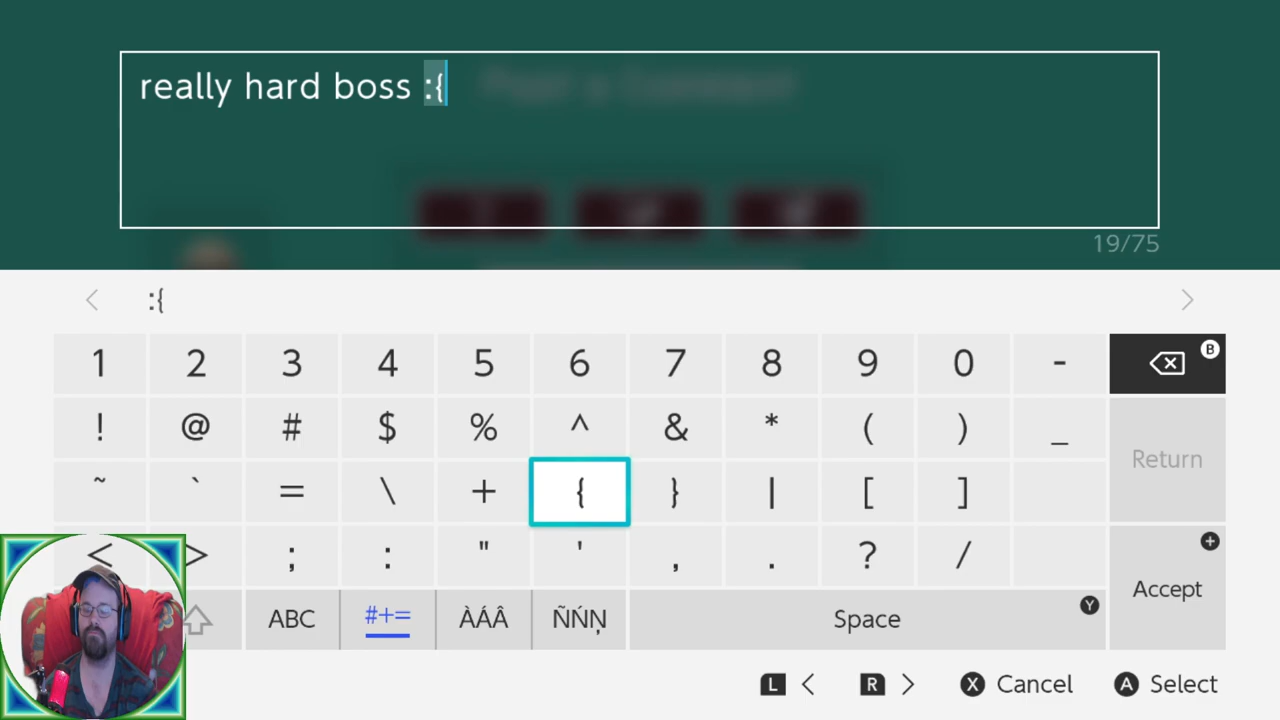 really hard boss :{
19/75
:{
1 2 3 4 5 6 7 8 9 0 -
B
! @ # $ % ^ & * ( ) _
Return
~ ` = \ + { } | [ ]
< > ; : " ' , . ? /
+
Accept
ABC #+= ÀÁÂ ÑŃŅ Space Y
L < R > X Cancel A Select